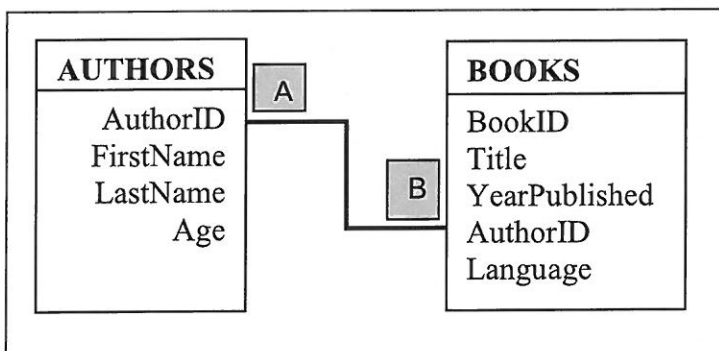 AUTHORS
AuthorID
FirstName
LastName
Age
A
B
BOOKS
BookID
Title
YearPublished
AuthorID
Language